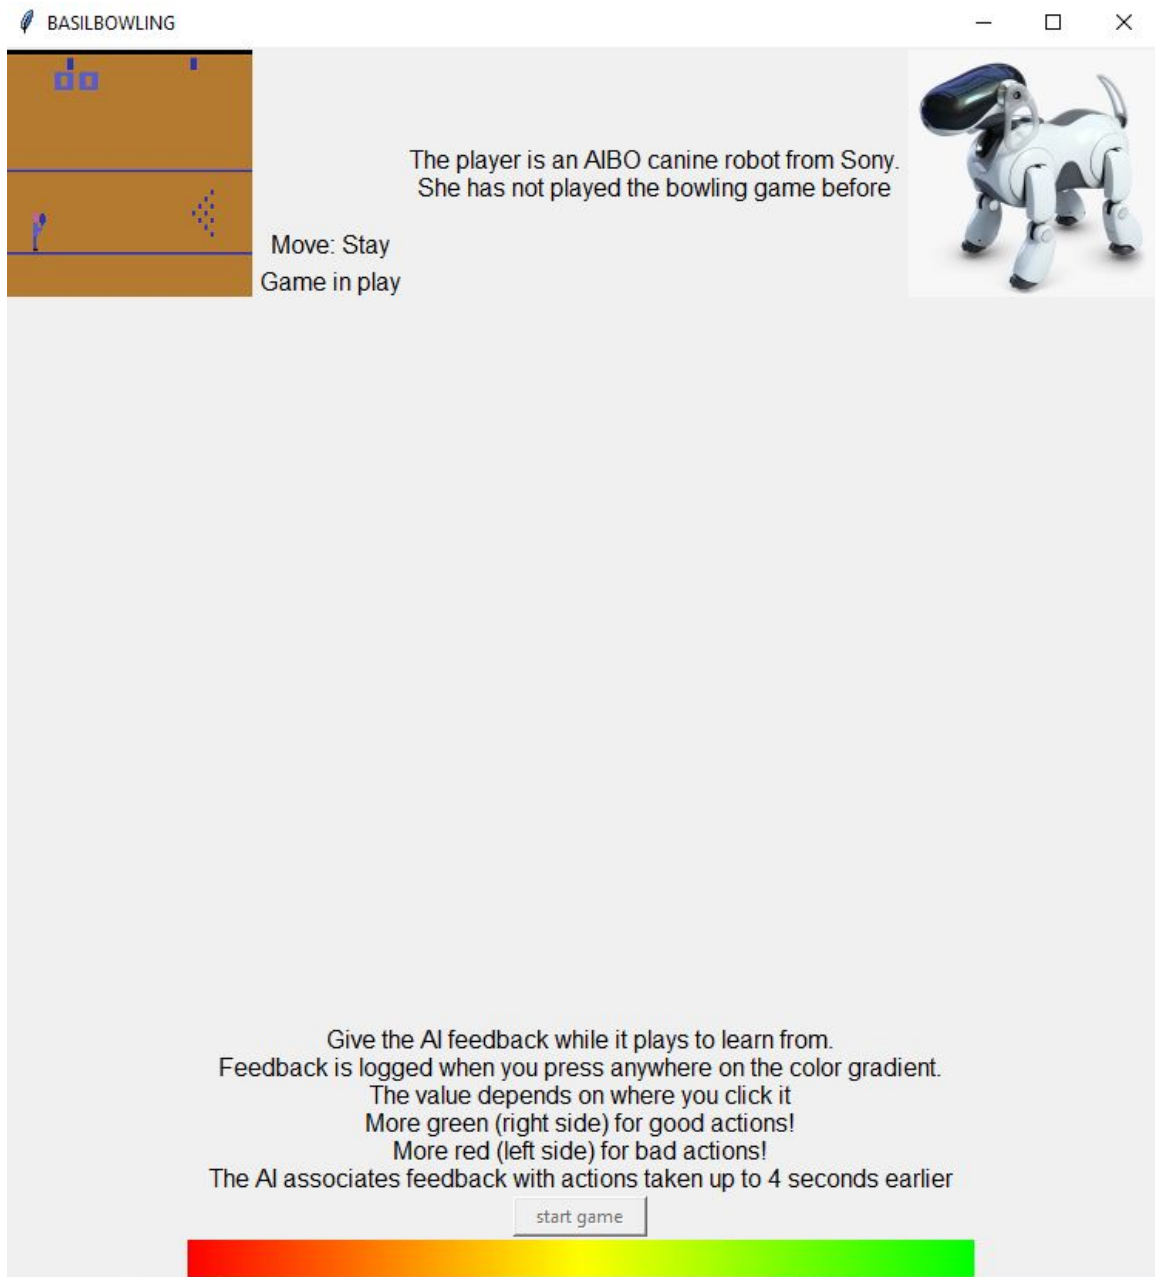 BASILBOWLING
1 1
00
The player is an AIBO canine robot from Sony.
She has not played the bowling game before
Move: Stay
Game in play
Give the AI feedback while it plays to learn from.
Feedback is logged when you press anywhere on the color gradient.
The value depends on where you click it
More green (right side) for good actions!
More red (left side) for bad actions!
The AI associates feedback with actions taken up to 4 seconds earlier
start game